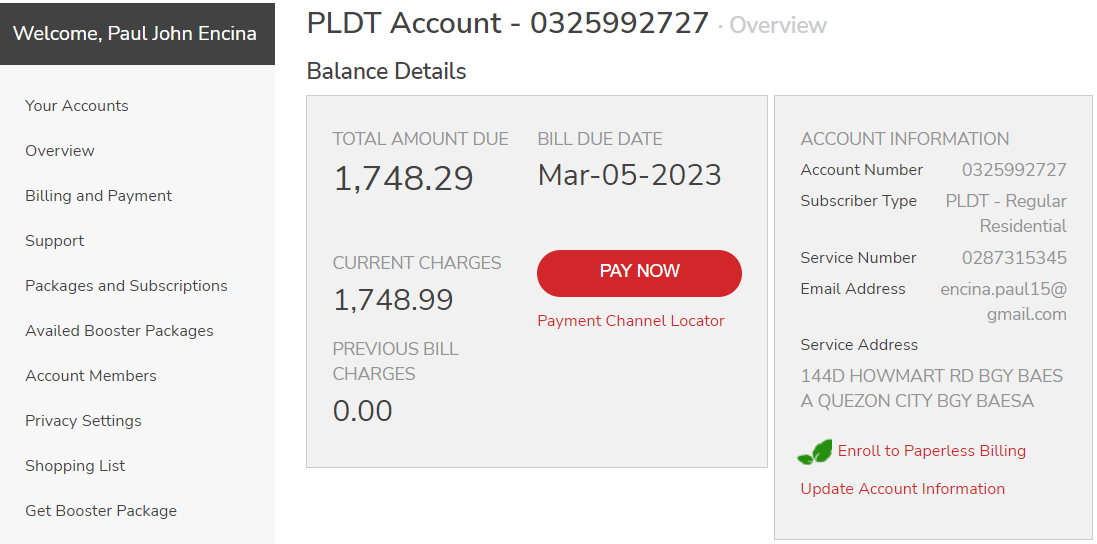 Welcome, Paul John Encina
Your Accounts
Overview
Billing and Payment
Support
Packages and Subscriptions
Availed Booster Packages
Account Members
Privacy Settings
Shopping List
Get Booster Package
PLDT Account - 0325992727 · Overview
Balance Details
TOTAL AMOUNT DUE
1,748.29
BILL DUE DATE
Mar-05-2023
CURRENT CHARGES
1,748.99
PAY NOW
Payment Channel Locator
PREVIOUS BILL
CHARGES
0.00
ACCOUNT INFORMATION
Account Number 0325992727
Subscriber Type PLDT - Regular
Residential
Service Number 0287315345
Email Address encina.paul15@
gmail.com
Service Address
144D HOWMART RD BGY BAES
A QUEZON CITY BGY BAESA
Enroll to Paperless Billing
Update Account Information